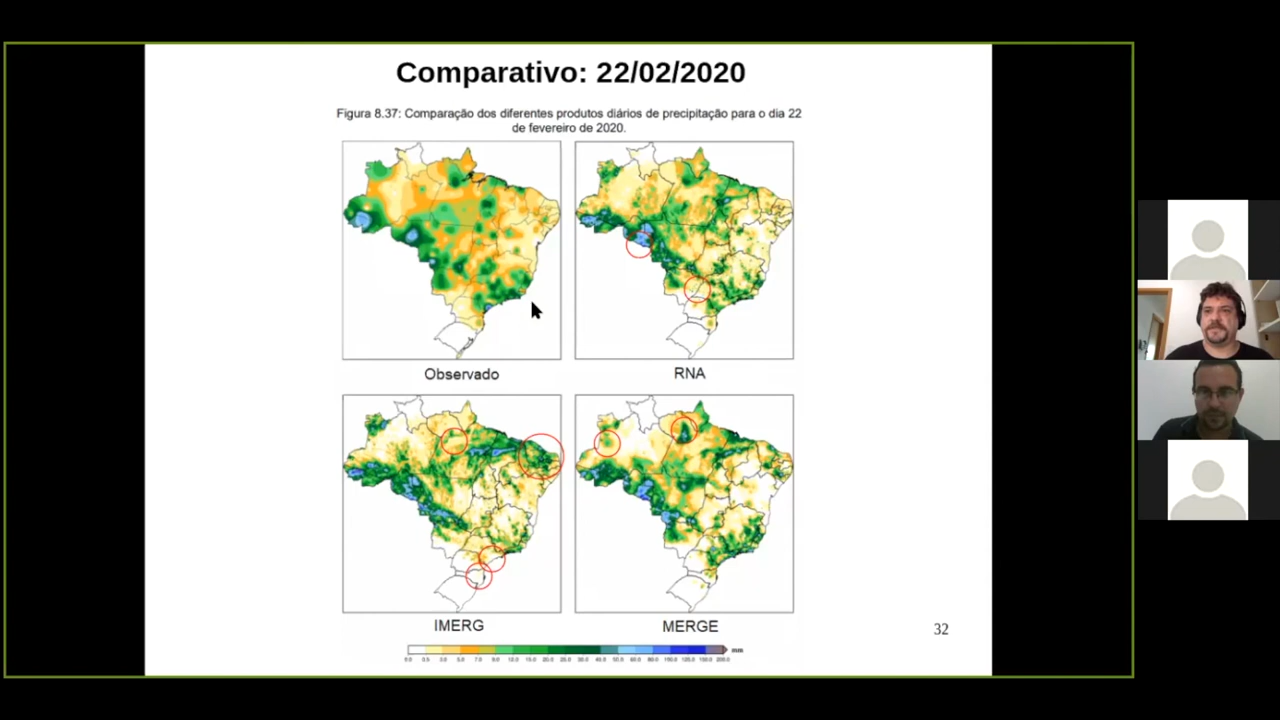 Comparativo: 22/02/2020
Figura 8.37: Comparação dos diferentes produtos diários de precipitação para o dia 22
de fevereiro de 2020.
Observado
RNA
IMERG
MERGE
32
mm